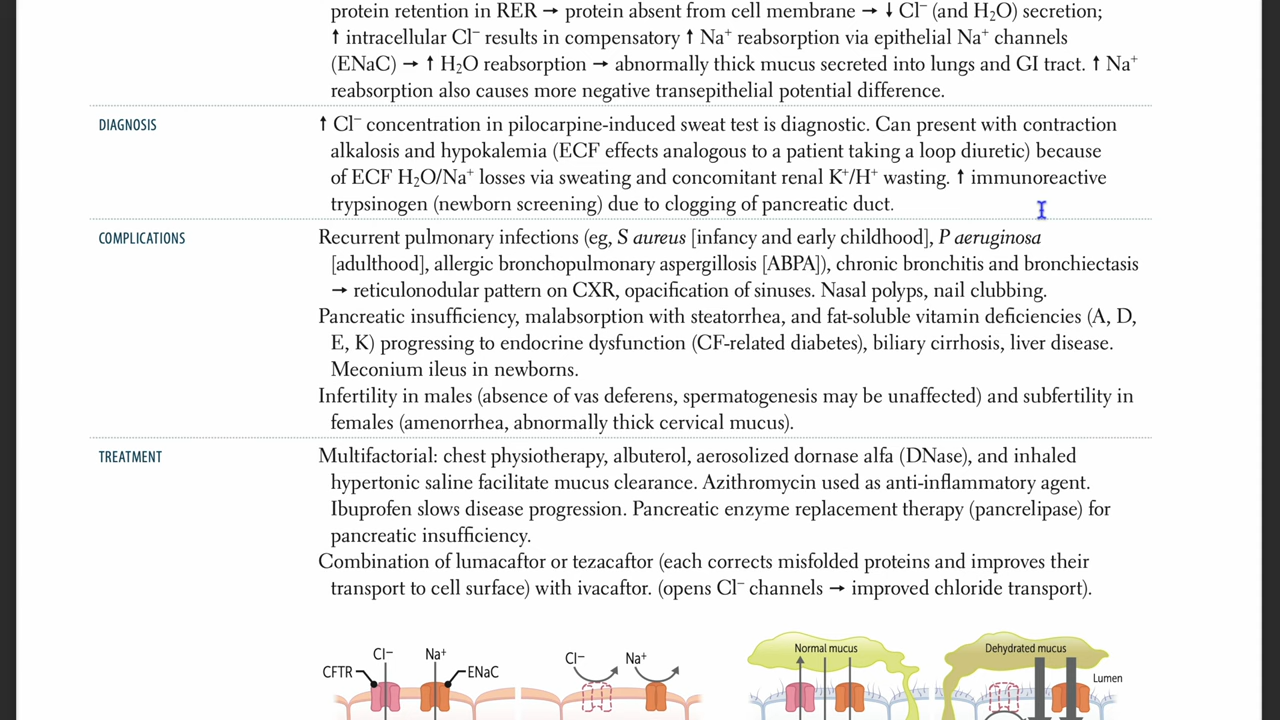 protein retention in RER → protein absent from cell membrane → ↓ Cl⁻ (and H₂O) secretion;
↑ intracellular Cl⁻ results in compensatory ↑ Na⁺ reabsorption via epithelial Na⁺ channels
(ENaC) → ↑ H₂O reabsorption → abnormally thick mucus secreted into lungs and GI tract. ↑ Na⁺
reabsorption also causes more negative transepithelial potential difference.
DIAGNOSIS
↑ Cl⁻ concentration in pilocarpine-induced sweat test is diagnostic. Can present with contraction
alkalosis and hypokalemia (ECF effects analogous to a patient taking a loop diuretic) because
of ECF H₂O/Na⁺ losses via sweating and concomitant renal K⁺/H⁺ wasting. ↑ immunoreactive
trypsinogen (newborn screening) due to clogging of pancreatic duct.
COMPLICATIONS
Recurrent pulmonary infections (eg, S aureus [infancy and early childhood], P aeruginosa
[adulthood], allergic bronchopulmonary aspergillosis [ABPA]), chronic bronchitis and bronchiectasis
→ reticulonodular pattern on CXR, opacification of sinuses. Nasal polyps, nail clubbing.
Pancreatic insufficiency, malabsorption with steatorrhea, and fat-soluble vitamin deficiencies (A, D,
E, K) progressing to endocrine dysfunction (CF-related diabetes), biliary cirrhosis, liver disease.
Meconium ileus in newborns.
Infertility in males (absence of vas deferens, spermatogenesis may be unaffected) and subfertility in
females (amenorrhea, abnormally thick cervical mucus).
TREATMENT
Multifactorial: chest physiotherapy, albuterol, aerosolized dornase alfa (DNase), and inhaled
hypertonic saline facilitate mucus clearance. Azithromycin used as anti-inflammatory agent.
Ibuprofen slows disease progression. Pancreatic enzyme replacement therapy (pancrelipase) for
pancreatic insufficiency.
Combination of lumacaftor or tezacaftor (each corrects misfolded proteins and improves their
transport to cell surface) with ivacaftor. (opens Cl⁻ channels → improved chloride transport).
Cl⁻ Na⁺
CFTR ENaC
Cl⁻ Na⁺
Normal mucus
Dehydrated mucus
Lumen